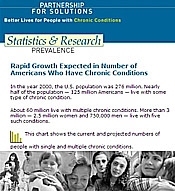 PARTNERSHIP
FOR SOLUTIONS
Better Lives for People with Chronic Conditions
Statistics & Research
PREVALENCE
Rapid Growth Expected in Number of
Americans Who Have Chronic Conditions
In the year 2000, the U.S. population was 276 million. Nearly
half of the population — 125 million Americans — live with some
type of chronic condition.
About 60 million live with multiple chronic conditions. More than 3
million — 2.5 million women and 750,000 men — live with five
such conditions.
This chart shows the current and projected numbers of
people with single and multiple chronic conditions.